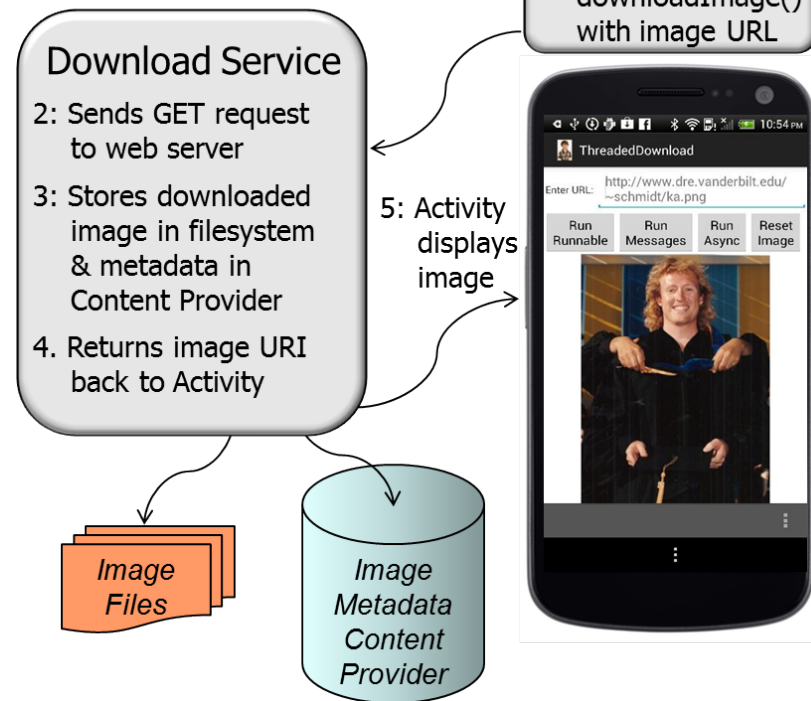 downloadImage()
with image URL
Download Service
2: Sends GET request
to web server
3: Stores downloaded
image in filesystem
& metadata in
Content Provider
4. Returns image URI
back to Activity
5: Activity
displays
image
10:54 PM
ThreadedDownload
Enter URL:
http://www.dre.vanderbilt.edu/
~schmidt/ka.png
Run
Runnable
Run
Messages
Run
Async
Reset
Image
Image
Files
Image
Metadata
Content
Provider